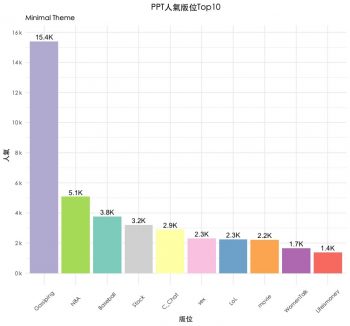 PPT人氣版位Top10
Minimal Theme
16k
14k
12k
10k
8k
6k
4k
2k
0k
人氣
15.4K
5.1K
3.8K
3.2K
2.9K
2.3K
2.3K
2.2K
1.7K
1.4K
Gossiping
NBA
Baseball
Stock
C_Chat
sex
LoL
movie
WomenTalk
Lifeismoney
版位